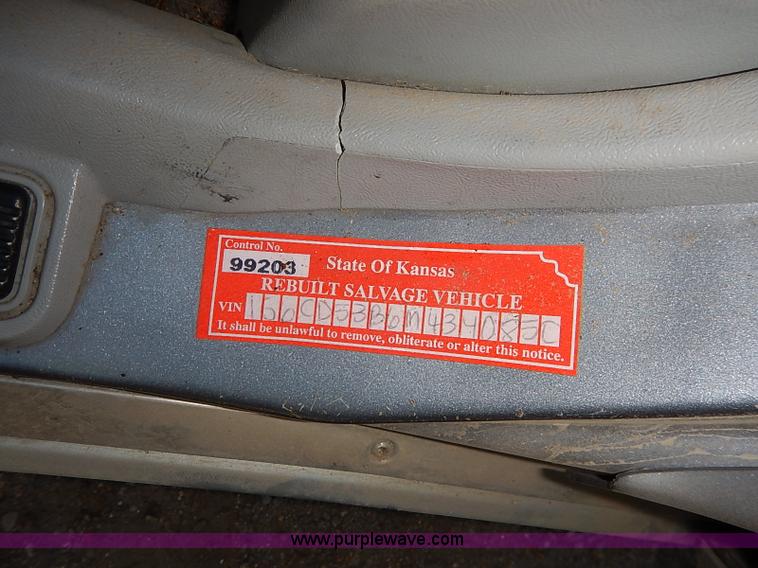 Control No.
99203 State Of Kansas
REBUILT SALVAGE VEHICLE
VIN 1G6CD53B6M4340850
It shall be unlawful to remove, obliterate or alter this notice.
www.purplewave.com